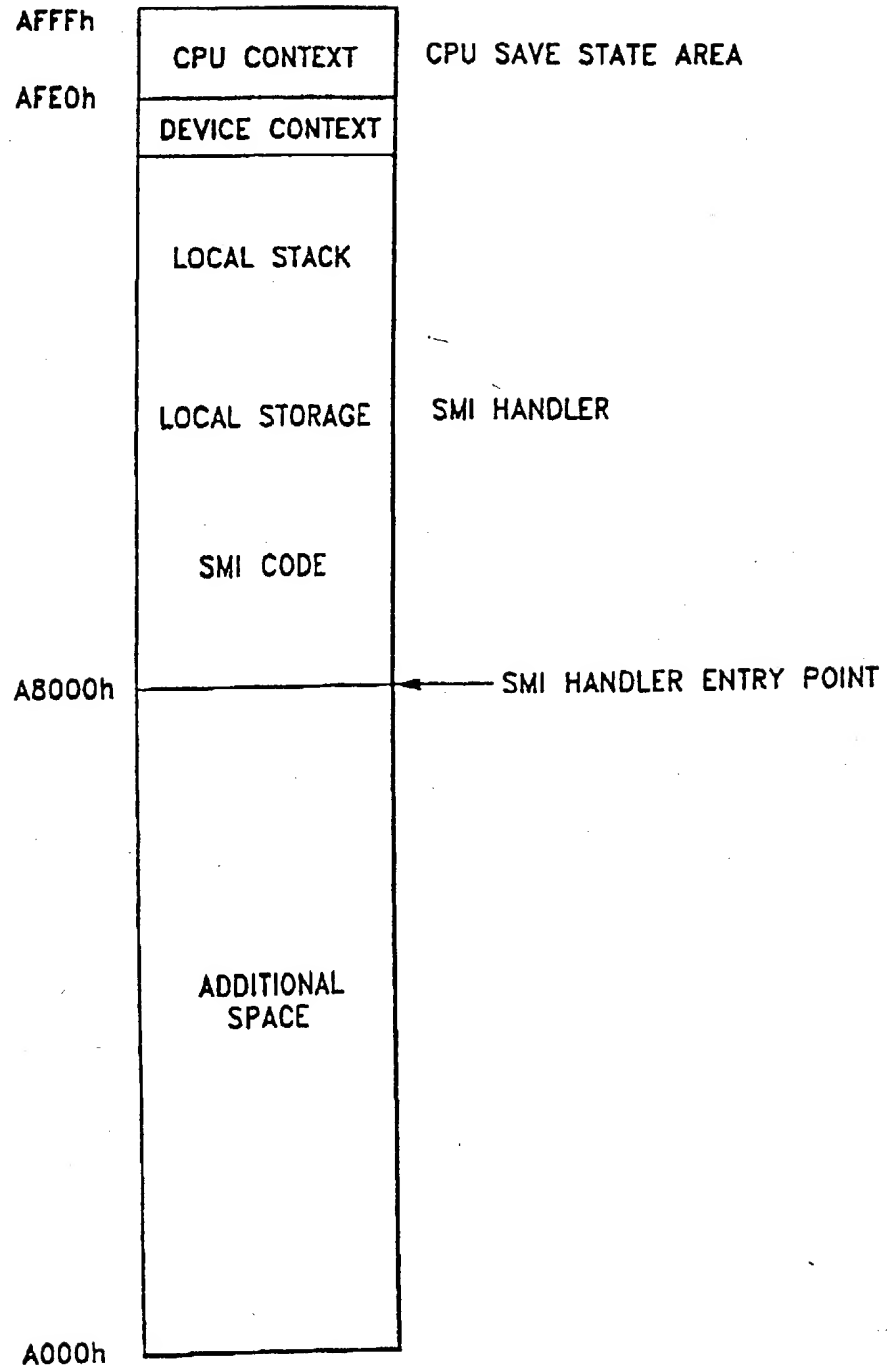 AFFFh
CPU CONTEXT
CPU SAVE STATE AREA
AFE0h
DEVICE CONTEXT
LOCAL STACK
LOCAL STORAGE
SMI HANDLER
SMI CODE
A8000h
SMI HANDLER ENTRY POINT
ADDITIONAL
SPACE
A000h